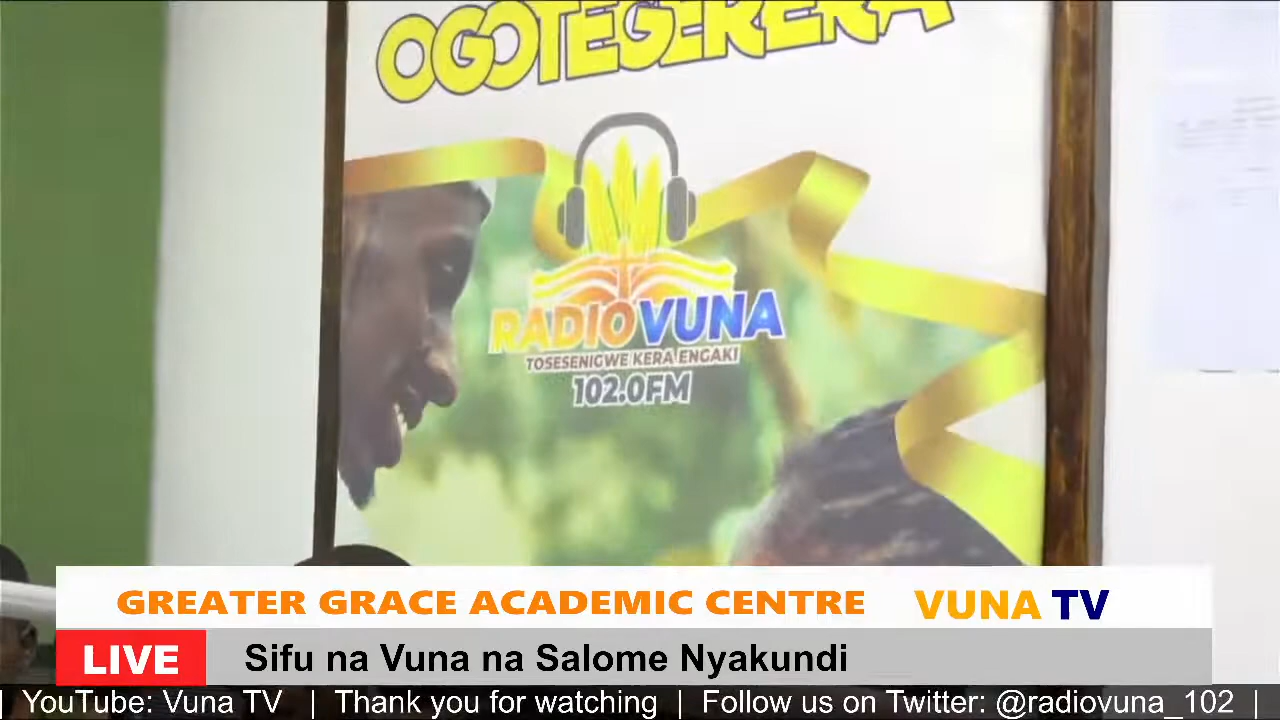 OGOTEGERERA
RADIO VUNA
TOSESENIGWE KERA ENGAKI
102.0FM
GREATER GRACE ACADEMIC CENTRE
VUNA TV
LIVE
Sifu na Vuna na Salome Nyakundi
YouTube: Vuna TV | Thank you for watching | Follow us on Twitter: @radiovuna_102 |